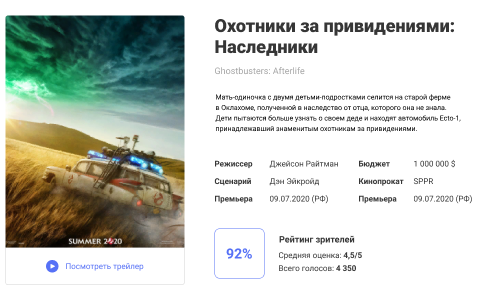 Охотники за привидениями:
Наследники
Ghostbusters: Afterlife
Мать-одиночка с двумя детьми-подростками селится на старой ферме
в Оклахоме, полученной в наследство от отца, которого она не знала.
Дети пытаются больше узнать о своем деде и находят автомобиль Ecto-1,
принадлежавший знаменитым охотникам за привидениями.
Режиссер Джейсон Райтман Бюджет 1 000 000 $
Сценарий Дэн Эйкройд Кинопрокат SPPR
Премьера 09.07.2020 (РФ) Премьера 09.07.2020 (РФ)
SUMMER 2020
Посмотреть трейлер
92%
Рейтинг зрителей
Средняя оценка: 4,5/5
Всего голосов: 4 350